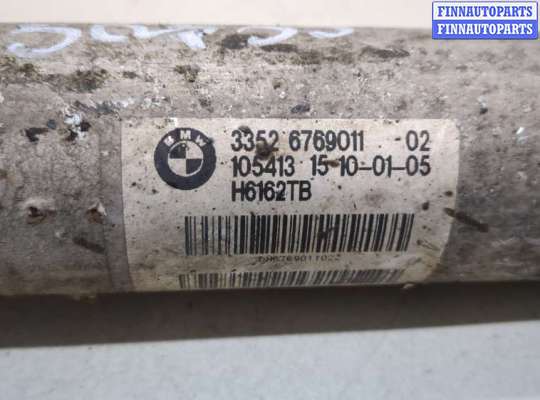 FINNAUTOPARTS
FINNAUTOPARTS
BMW
3352 6769011 02
105413 15-10-01-05
H6162TB